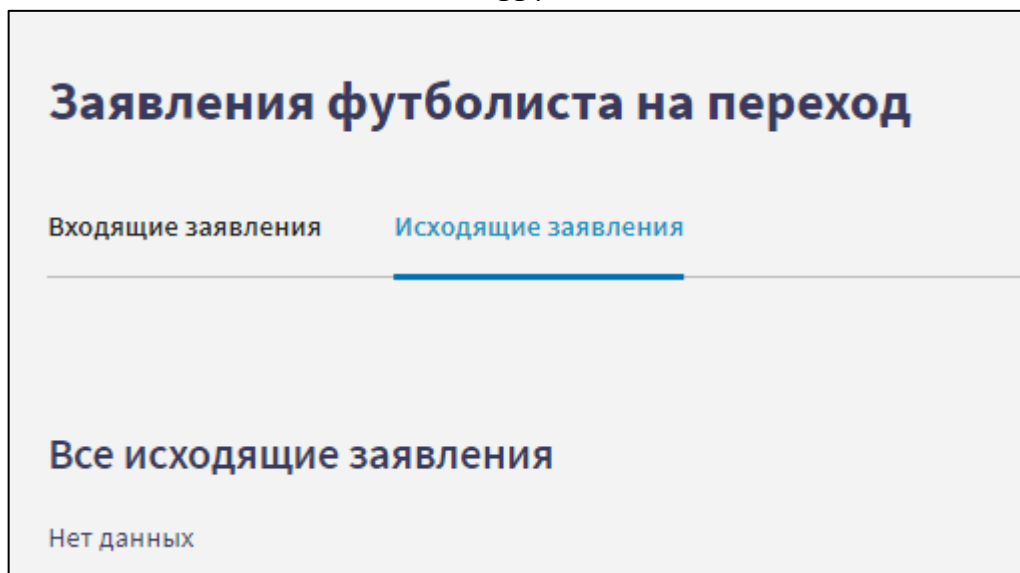 Заявления футболиста на переход
Входящие заявления Исходящие заявления
Все исходящие заявления
Нет данных